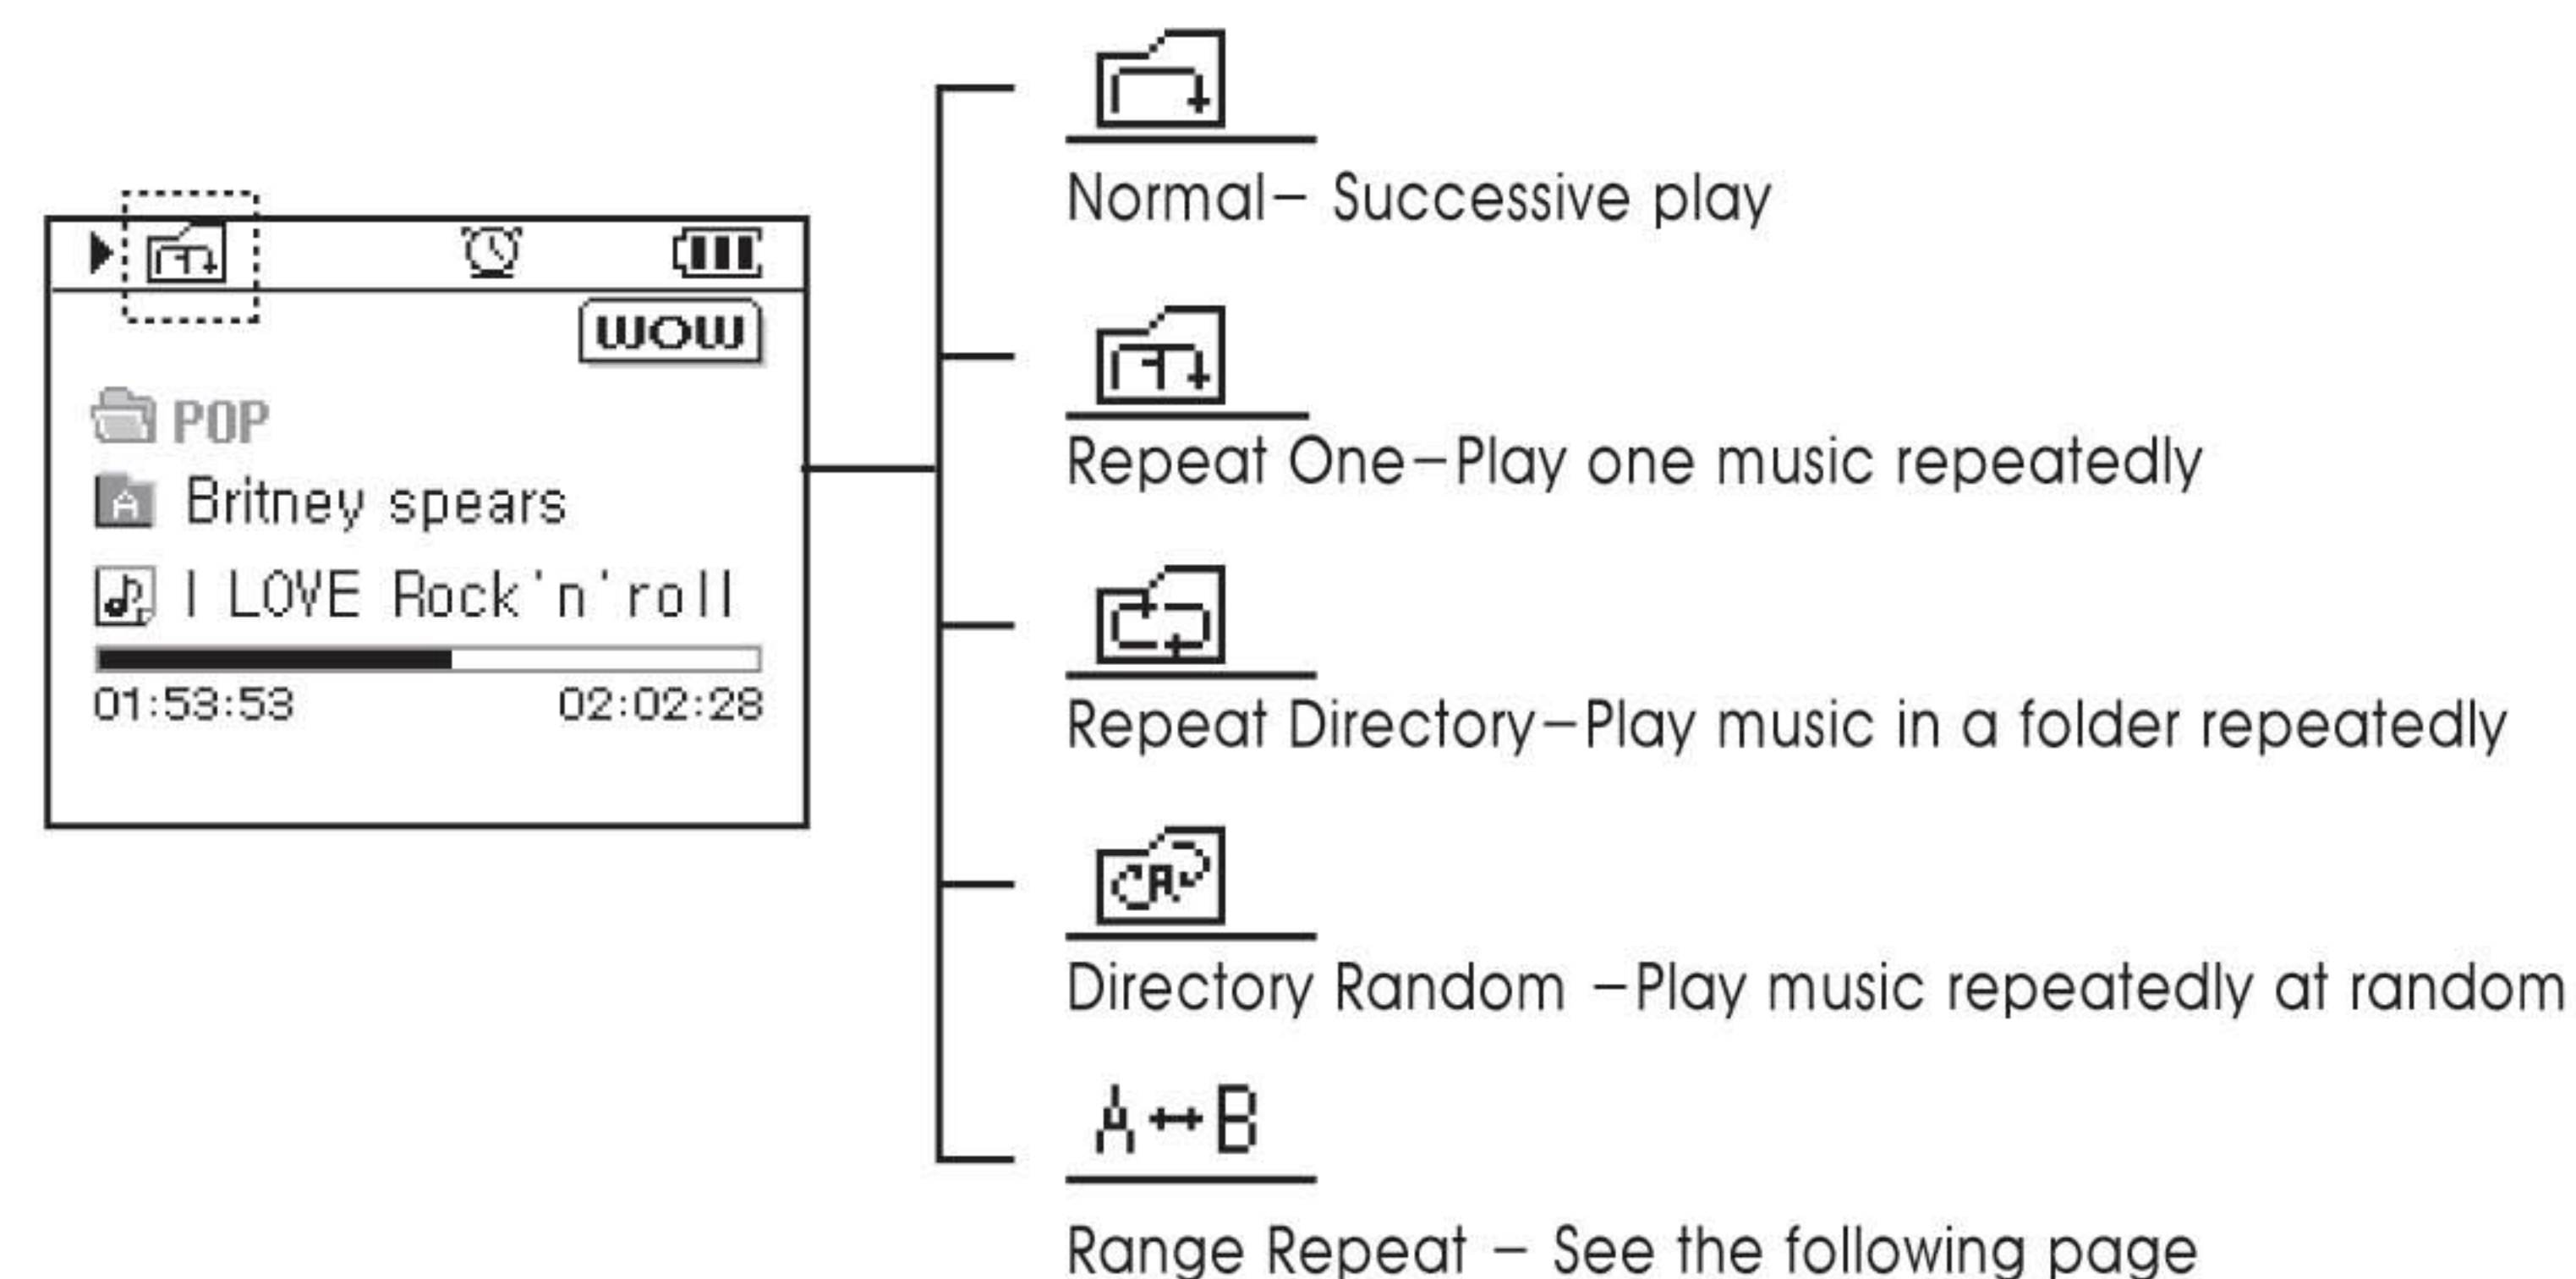 WOW
POP
A Britney spears
I LOVE Rock'n'roll
01:53:53 02:02:28
Normal– Successive play
Repeat One–Play one music repeatedly
Repeat Directory–Play music in a folder repeatedly
Directory Random –Play music repeatedly at random
A↔B
Range Repeat – See the following page